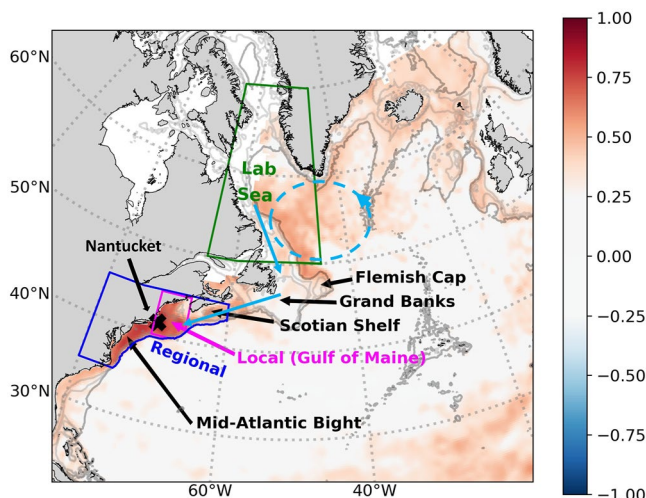 1.00
60°N
0.75
Lab
Sea
0.50
50°N
0.25
Nantucket
Flemish Cap
0.00
40°N
Grand Banks
Scotian Shelf
−0.25
Regional
Local (Gulf of Maine)
30°N
−0.50
Mid-Atlantic Bight
−0.75
60°W
40°W
−1.00